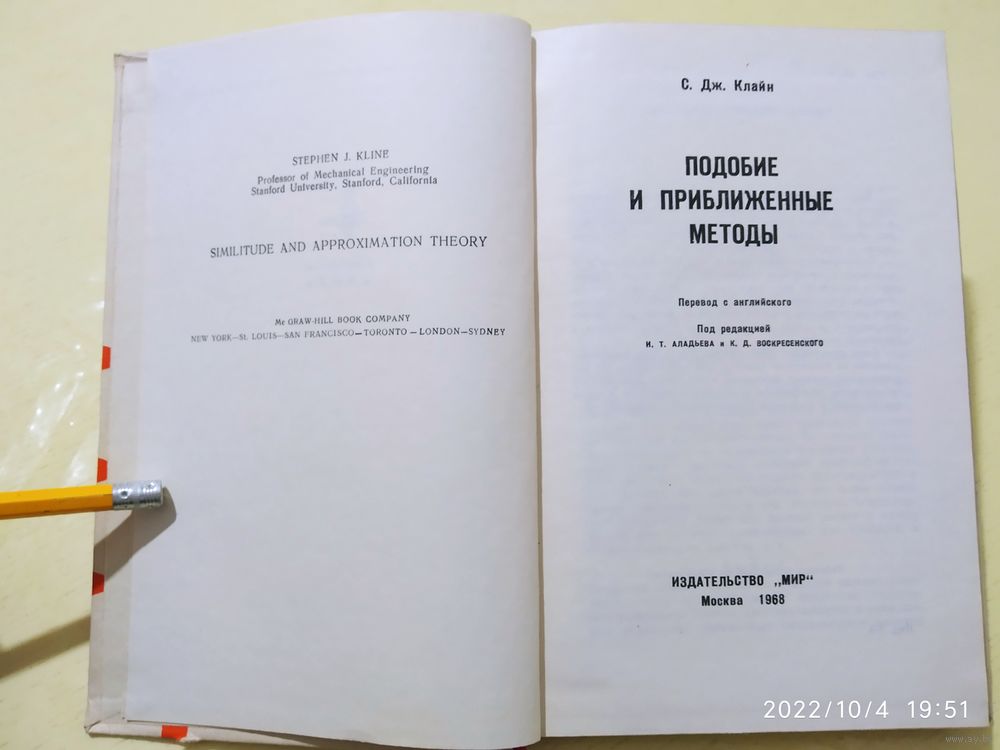 STEPHEN J. KLINE
Professor of Mechanical Engineering
Stanford University, Stanford, California
SIMILITUDE AND APPROXIMATION THEORY
Mc GRAW-HILL BOOK COMPANY
NEW YORK—St. LOUIS—SAN FRANCISCO—TORONTO—LONDON—SYDNEY
С. Дж. Клайн
ПОДОБИЕ
И ПРИБЛИЖЕННЫЕ
МЕТОДЫ
Перевод с английского
Под редакцией
И. Т. АЛАДЬЕВА и К. Д. ВОСКРЕСЕНСКОГО
ИЗДАТЕЛЬСТВО „МИР“
Москва 1968
2022/10/4 19:51